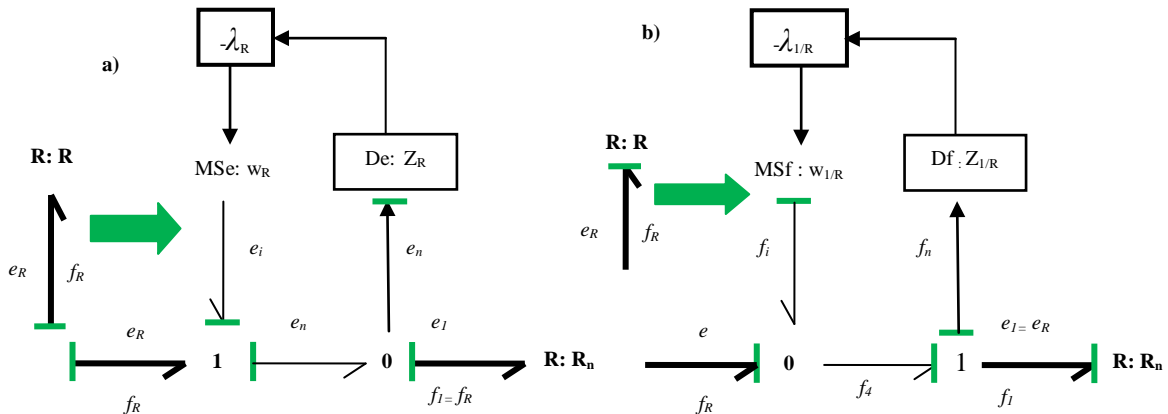 a)
-λR
R: R
MSe: wR
De: ZR
eR
fR
ei
en
eR
1
en
0
e1
R: Rn
fR
f1= fR
b)
-λ1/R
R: R
MSf : w1/R
Df : Z1/R
eR
fR
fi
fn
e
0
1
e1= eR
R: Rn
fR
f4
f1